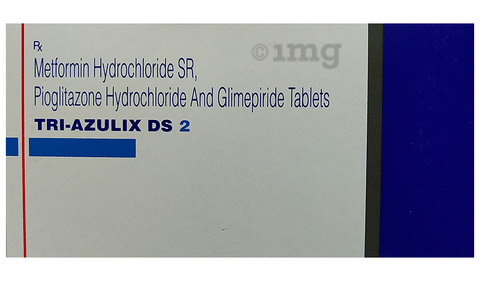 ©1mg
Rx
Metformin Hydrochloride SR,
Pioglitazone Hydrochloride And Glimepiride Tablets
TRI-AZULIX DS 2